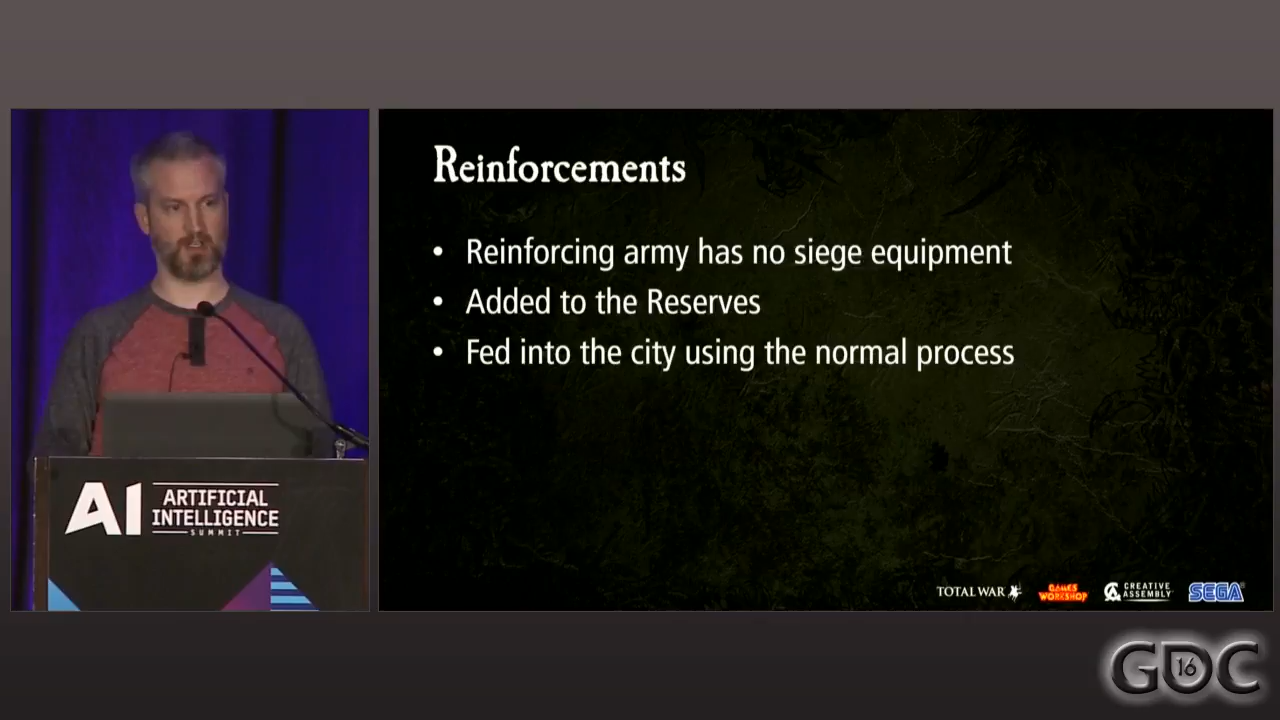 Reinforcements
• Reinforcing army has no siege equipment
• Added to the Reserves
• Fed into the city using the normal process
AI ARTIFICIAL
INTELLIGENCE
SUMMIT
TOTAL WAR
GAMES
WORKSHOP
CREATIVE
ASSEMBLY
SEGA
GDC
16